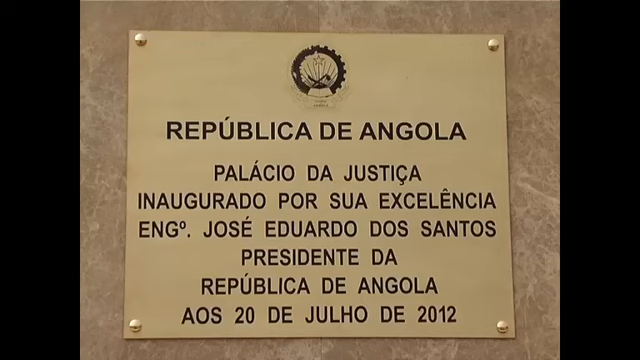 REPÚBLICA DE ANGOLA
PALÁCIO DA JUSTIÇA
INAUGURADO POR SUA EXCELÊNCIA
ENGº. JOSÉ EDUARDO DOS SANTOS
PRESIDENTE DA
REPÚBLICA DE ANGOLA
AOS 20 DE JULHO DE 2012